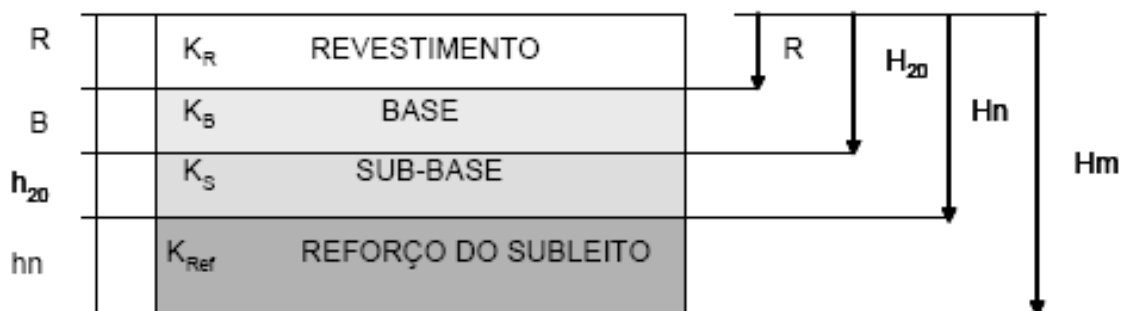 R K_R REVESTIMENTO R H_20
B K_B BASE Hn
h_20 K_S SUB-BASE Hm
hn K_Ref REFORÇO DO SUBLEITO